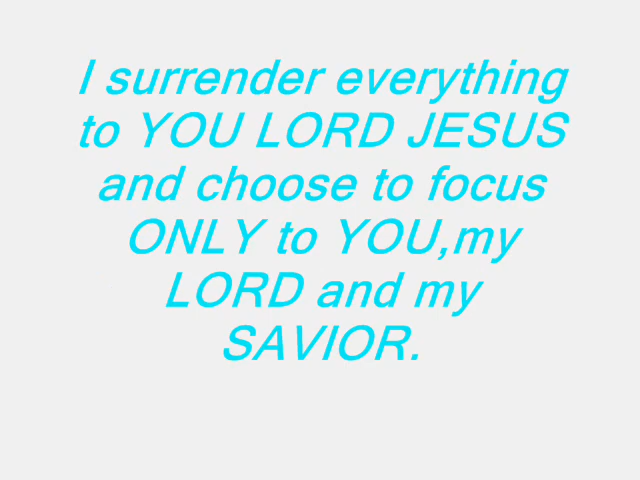 I surrender everything
to YOU LORD JESUS
and choose to focus
ONLY to YOU,my
LORD and my
SAVIOR.